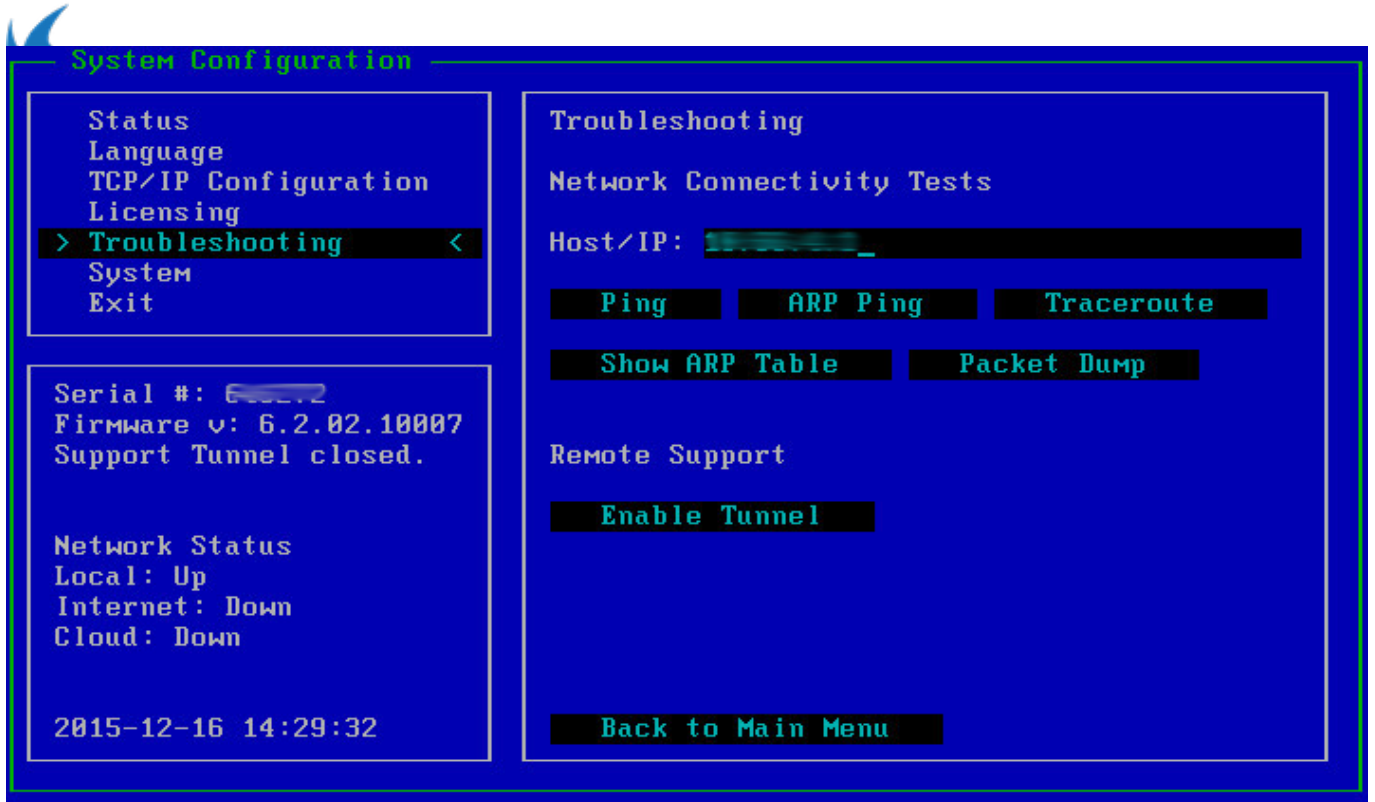 System Configuration
Status
Language
TCP/IP Configuration
Licensing
> Troubleshooting <
System
Exit
Serial #:
Firmware v: 6.2.02.10007
Support Tunnel closed.
Network Status
Local: Up
Internet: Down
Cloud: Down
2015-12-16 14:29:32
Troubleshooting
Network Connectivity Tests
Host/IP:
Ping ARP Ping Traceroute
Show ARP Table Packet Dump
Remote Support
Enable Tunnel
Back to Main Menu